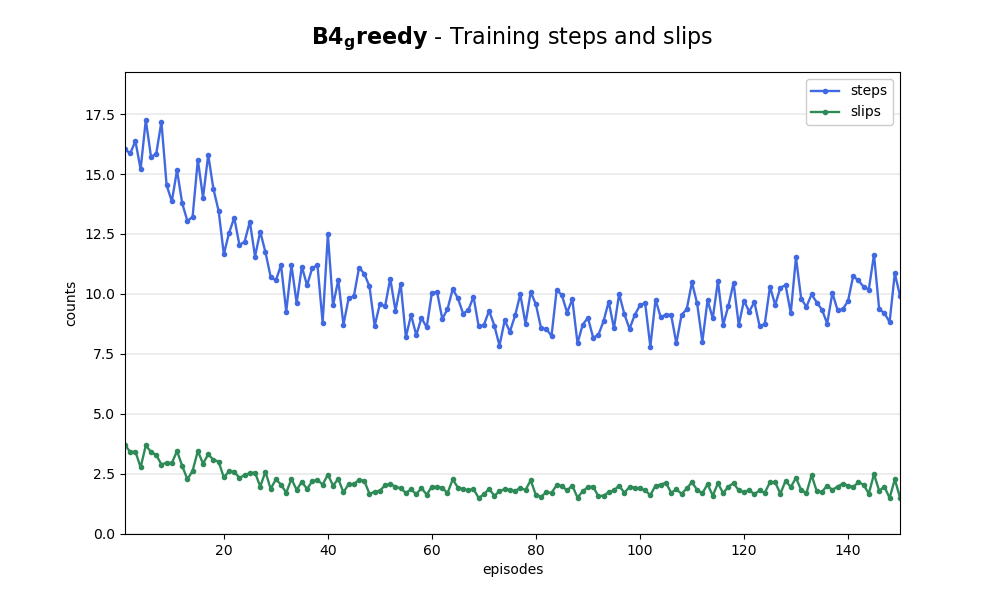 B4greedy - Training steps and slips
steps
slips
17.5
15.0
12.5
10.0
7.5
5.0
2.5
0.0
counts
20 40 60 80 100 120 140
episodes